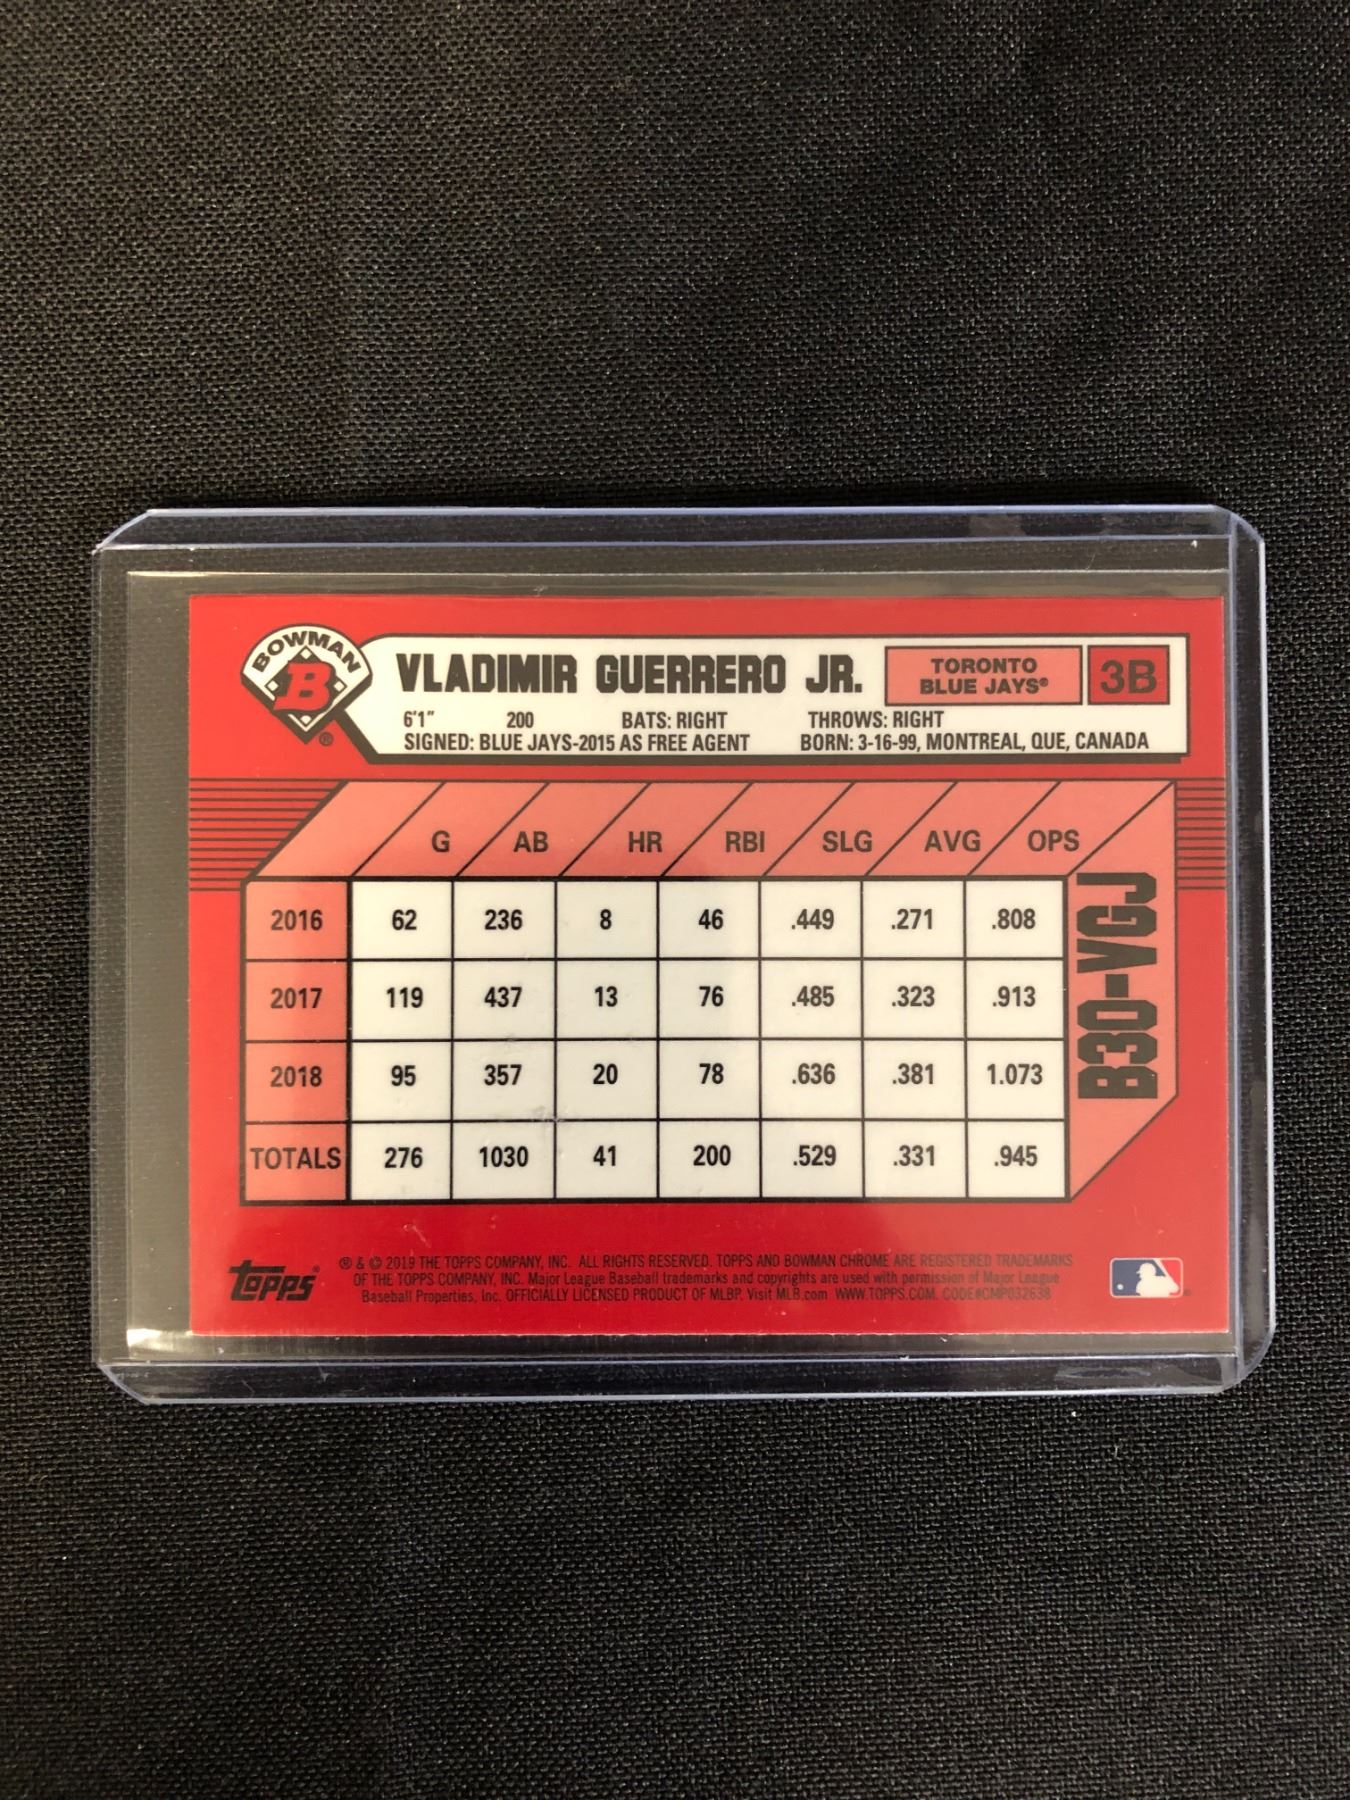 BOWMAN
B
®
VLADIMIR GUERRERO JR.
TORONTO
BLUE JAYS®
3B
6'1" 200 BATS: RIGHT THROWS: RIGHT
SIGNED: BLUE JAYS-2015 AS FREE AGENT BORN: 3-16-99, MONTREAL, QUE, CANADA
G AB HR RBI SLG AVG OPS
2016 62 236 8 46 .449 .271 .808
2017 119 437 13 76 .485 .323 .913
2018 95 357 20 78 .636 .381 1.073
TOTALS 276 1030 41 200 .529 .331 .945
B30-VGJ
TOPPS®
® & © 2019 THE TOPPS COMPANY, INC. ALL RIGHTS RESERVED. TOPPS AND BOWMAN CHROME ARE REGISTERED TRADEMARKS
OF THE TOPPS COMPANY, INC. Major League Baseball trademarks and copyrights are used with permission of Major League
Baseball Properties, Inc. OFFICIALLY LICENSED PRODUCT OF MLBP. Visit MLB.com WWW.TOPPS.COM. CODE#CMP032638